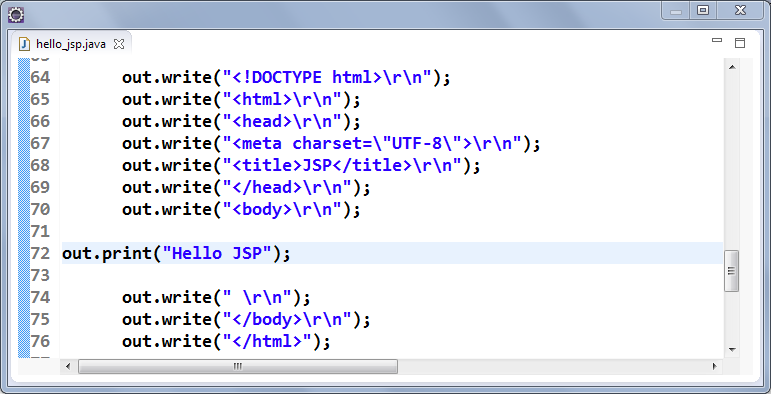 hello_jsp.java
64 out.write("<!DOCTYPE html>\r\n");
65 out.write("<html>\r\n");
66 out.write("<head>\r\n");
67 out.write("<meta charset=\"UTF-8\">\r\n");
68 out.write("<title>JSP</title>\r\n");
69 out.write("</head>\r\n");
70 out.write("<body>\r\n");
71
72 out.print("Hello JSP");
73
74 out.write(" \r\n");
75 out.write("</body>\r\n");
76 out.write("</html>");